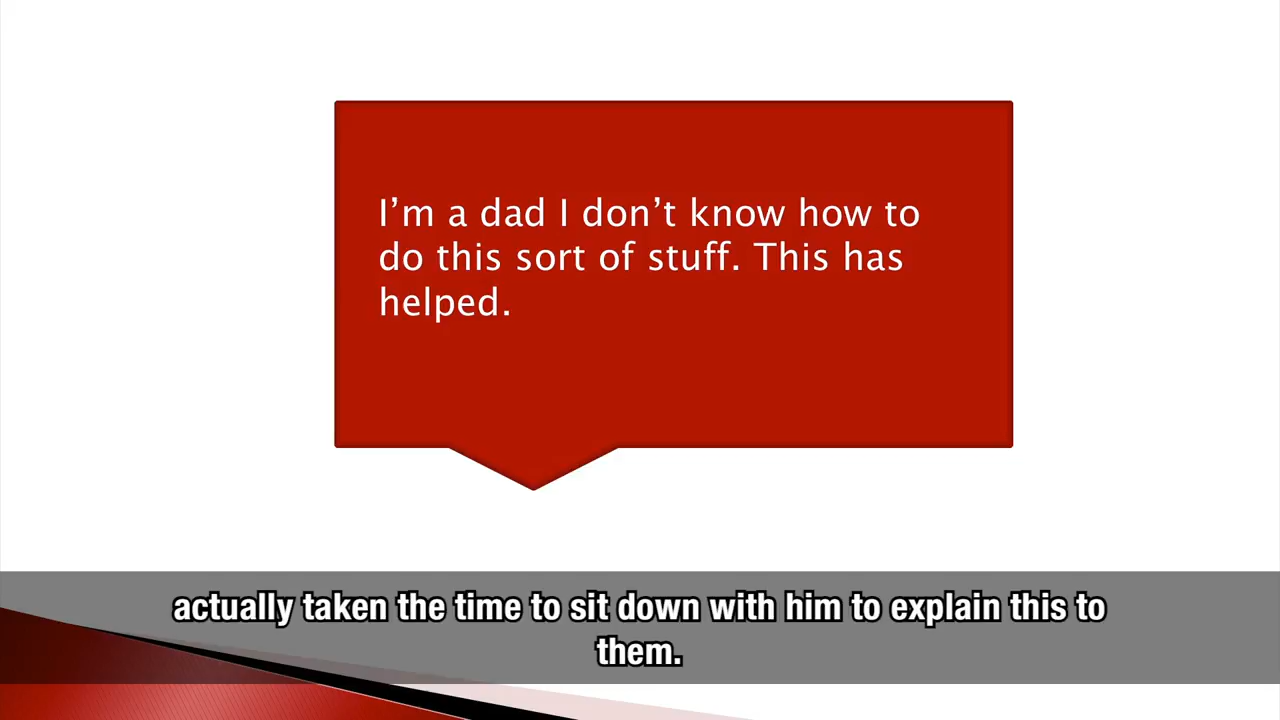 I’m a dad I don’t know how to
do this sort of stuff. This has
helped.
actually taken the time to sit down with him to explain this to
them.